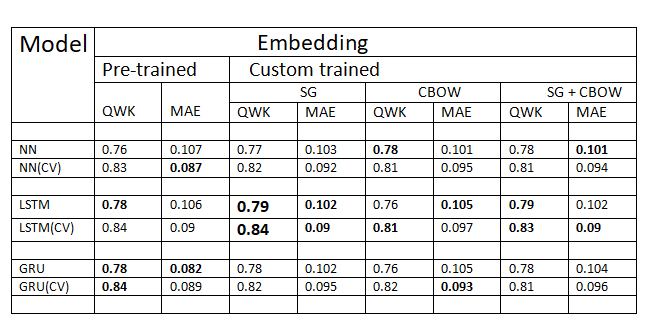 Model Embedding
Pre-trained Custom trained
SG CBOW SG + CBOW
QWK MAE QWK MAE QWK MAE QWK MAE
NN 0.76 0.107 0.77 0.103 0.78 0.101 0.78 0.101
NN(CV) 0.83 0.087 0.82 0.092 0.81 0.095 0.81 0.094
LSTM 0.78 0.106 0.79 0.102 0.76 0.105 0.79 0.102
LSTM(CV) 0.84 0.09 0.84 0.09 0.81 0.097 0.83 0.09
GRU 0.78 0.082 0.78 0.102 0.76 0.105 0.78 0.104
GRU(CV) 0.84 0.089 0.82 0.095 0.82 0.093 0.81 0.096